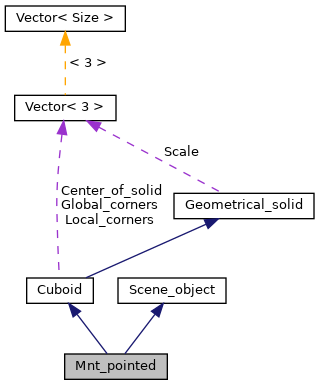 Vector< Size >
< 3 >
Vector< 3 >
Scale
Center_of_solid
Global_corners
Local_corners
Geometrical_solid
Cuboid
Scene_object
Mnt_pointed